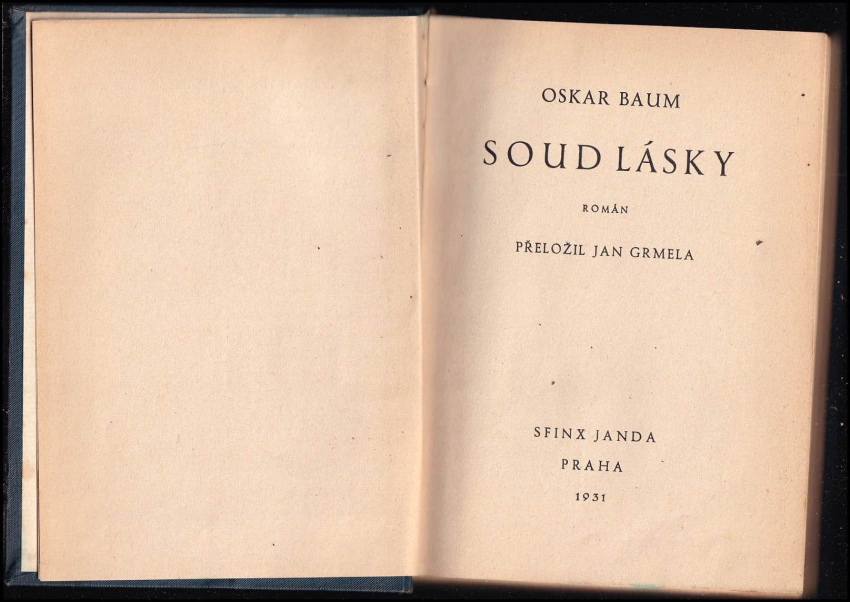 OSKAR BAUM
SOUD LÁSKY
ROMÁN
PŘELOŽIL JAN GRMELA
SFINX JANDA
PRAHA
1931